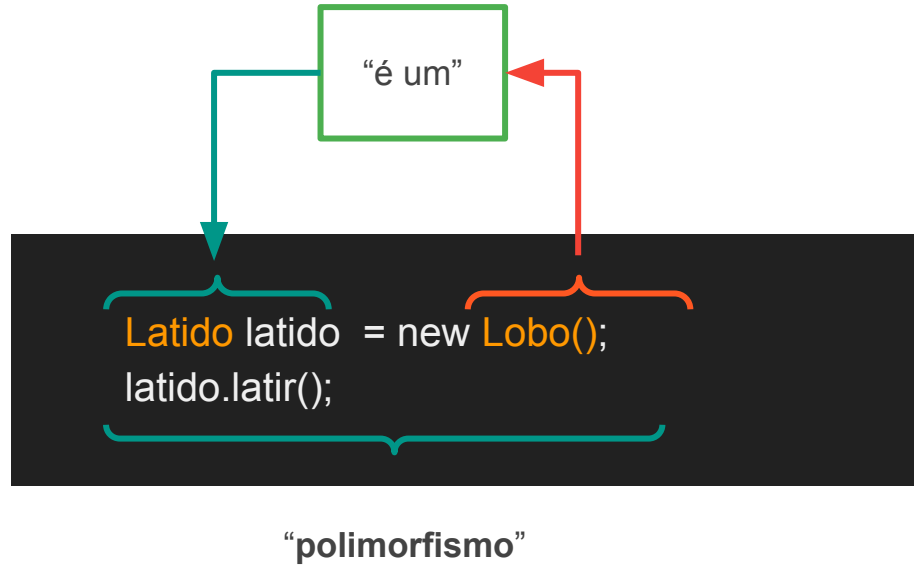 “é um”
Latido latido = new Lobo();
latido.latir();
“polimorfismo”